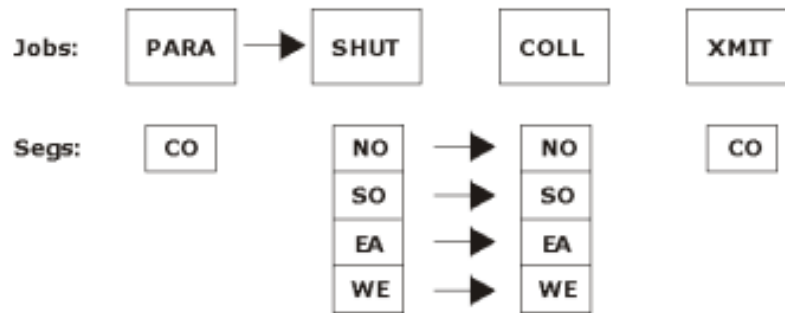 Jobs: PARA SHUT COLL XMIT
Segs: CO NO NO CO
SO SO
EA EA
WE WE